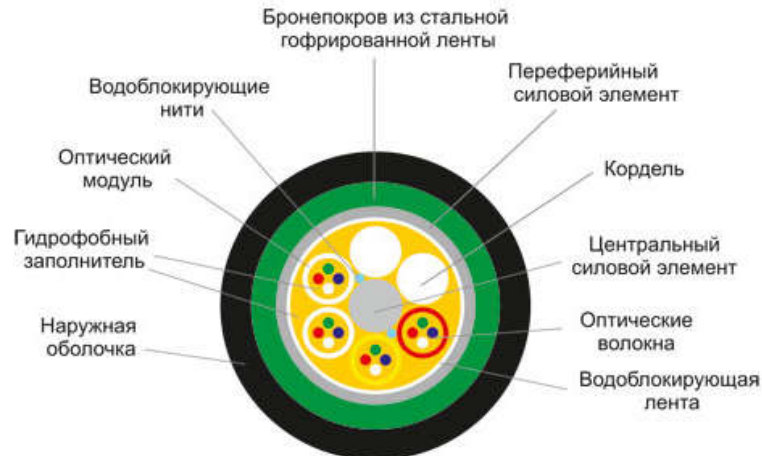 Бронепокров из стальной
гофрированной ленты
Водоблокирующие
нити
Переферийный
силовой элемент
Оптический
модуль
Кордель
Гидрофобный
заполнитель
Центральный
силовой элемент
Наружная
оболочка
Оптические
волокна
Водоблокирующая
лента